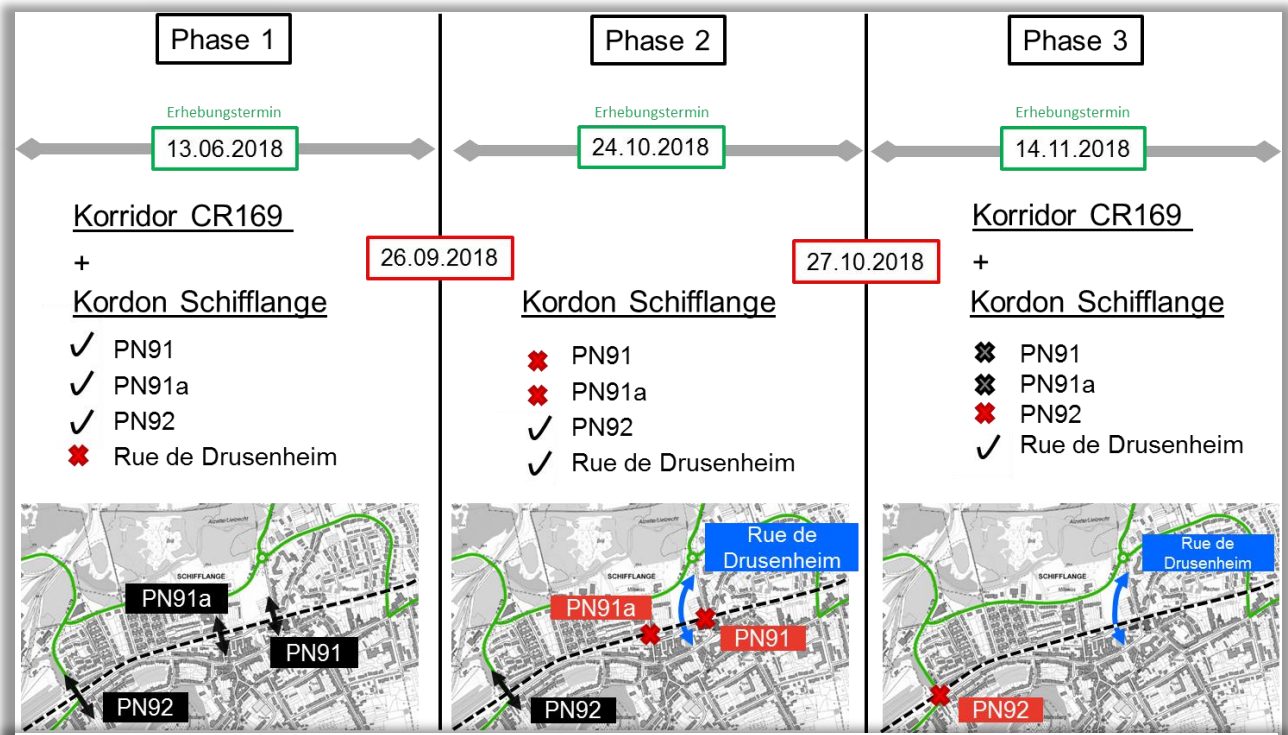 Phase 1
Erhebungstermin
13.06.2018
Korridor CR169
+
Kordon Schifflange
PN91
PN91a
PN92
Rue de Drusenheim
SCHIFFLANGE
PN91a
PN91
PN92
26.09.2018
Phase 2
Erhebungstermin
24.10.2018
Kordon Schifflange
PN91
PN91a
PN92
Rue de Drusenheim
Rue de
Drusenheim
SCHIFFLANGE
PN91a
PN91
PN92
27.10.2018
Phase 3
Erhebungstermin
14.11.2018
Korridor CR169
+
Kordon Schifflange
PN91
PN91a
PN92
Rue de Drusenheim
Rue de
Drusenheim
SCHIFFLANGE
PN92